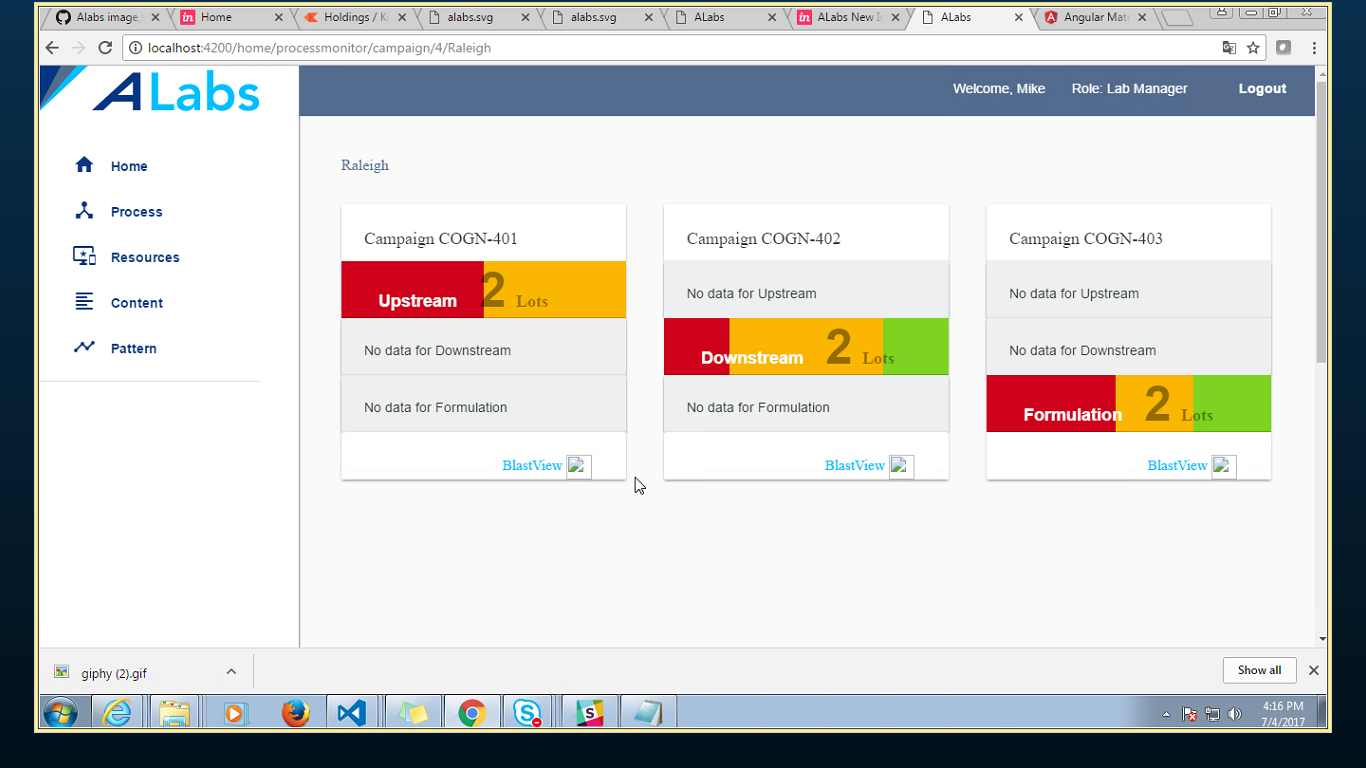 Alabs image.
Home
Holdings / Ki
alabs.svg
alabs.svg
ALabs
ALabs New I
ALabs
Angular Mat
localhost:4200/home/processmonitor/campaign/4/Raleigh
ALabs
Welcome, Mike
Role: Lab Manager
Logout
Home
Process
Resources
Content
Pattern
Raleigh
Campaign COGN-401
Upstream 2 Lots
No data for Downstream
No data for Formulation
BlastView
Campaign COGN-402
No data for Upstream
Downstream 2 Lots
No data for Formulation
BlastView
Campaign COGN-403
No data for Upstream
No data for Downstream
Formulation 2 Lots
BlastView
giphy (2).gif
Show all
4:16 PM
7/4/2017